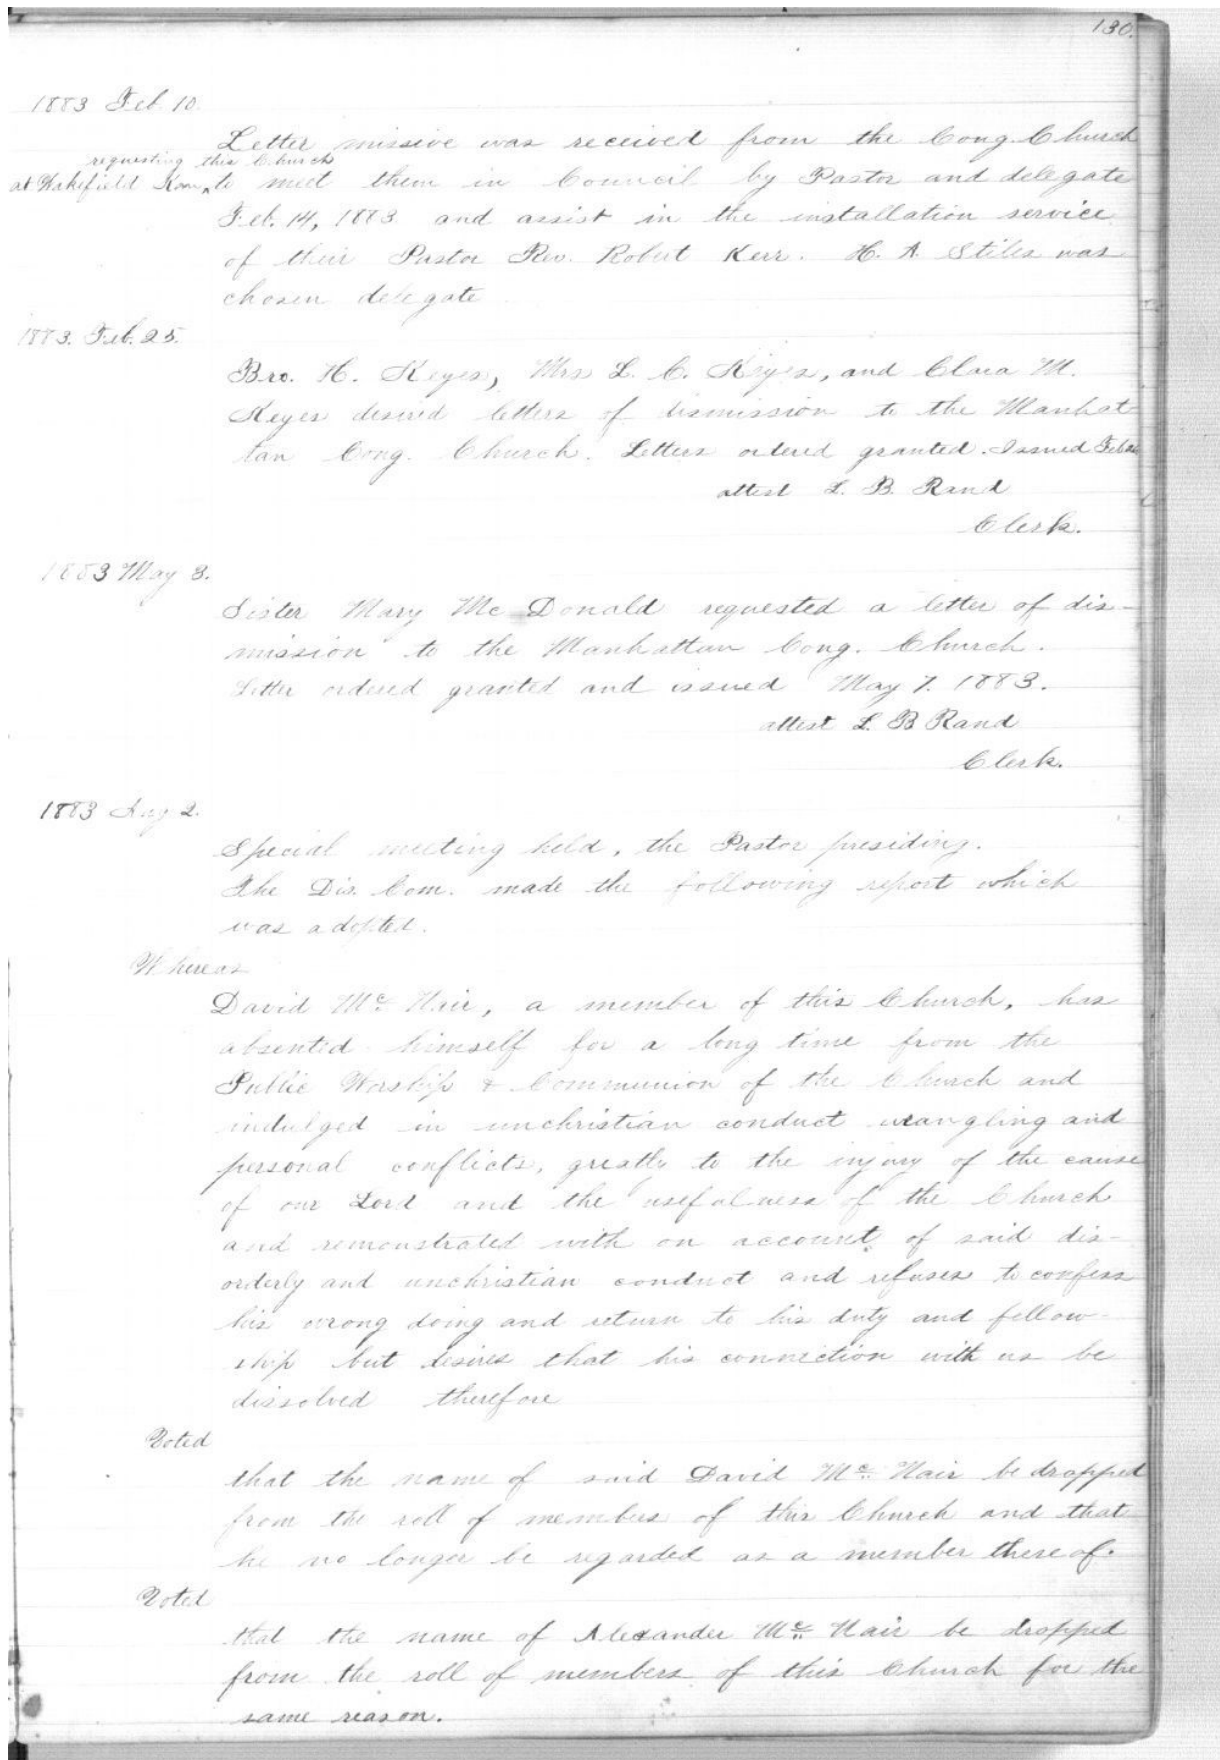 130.
1883 Feb. 10.
Letter missive was received from the Cong. Church
requesting this Church
at Wakefield Kan. to meet them in Council by Pastor and delegate
Feb. 14, 1883 and assist in the installation service
of their Pastor Rev. Robert Kerr. H. A. Stiles was
chosen delegate
1883. Feb. 25.
Bro. H. Keyes, Mrs L. C. Keyes, and Clara M.
Keyes desired letters of dismission to the Manhat-
tan Cong. Church. Letters ordered granted. Issued Feb
attest L. B. Rand
Clerk.
1883 May 3.
Sister Mary Mc Donald requested a letter of dis-
mission to the Manhattan Cong. Church.
Letter ordered granted and issued May 7. 1883.
attest L. B Rand
Clerk.
1883 Aug 2.
Special meeting held, the Pastor presiding.
The Dis. Com. made the following report which
was adopted.
Whereas
David Mc Nair, a member of this Church, has
absented himself for a long time from the
Public Worship & Communion of the Church and
indulged in unchristian conduct wrangling and
personal conflicts, greatly to the injury of the cause
of our Lord and the usefulness of the Church
and remonstrated with on account of said dis-
orderly and unchristian conduct and refuses to confess
his wrong doing and return to his duty and fellow-
ship but desires that his connection with us be
dissolved therefore
Voted
that the name of said David Mc Nair be dropped
from the roll of members of this Church and that
he no longer be regarded as a member thereof.
Voted
that the name of Alexander Mc Nair be dropped
from the roll of members of this Church for the
same reason.